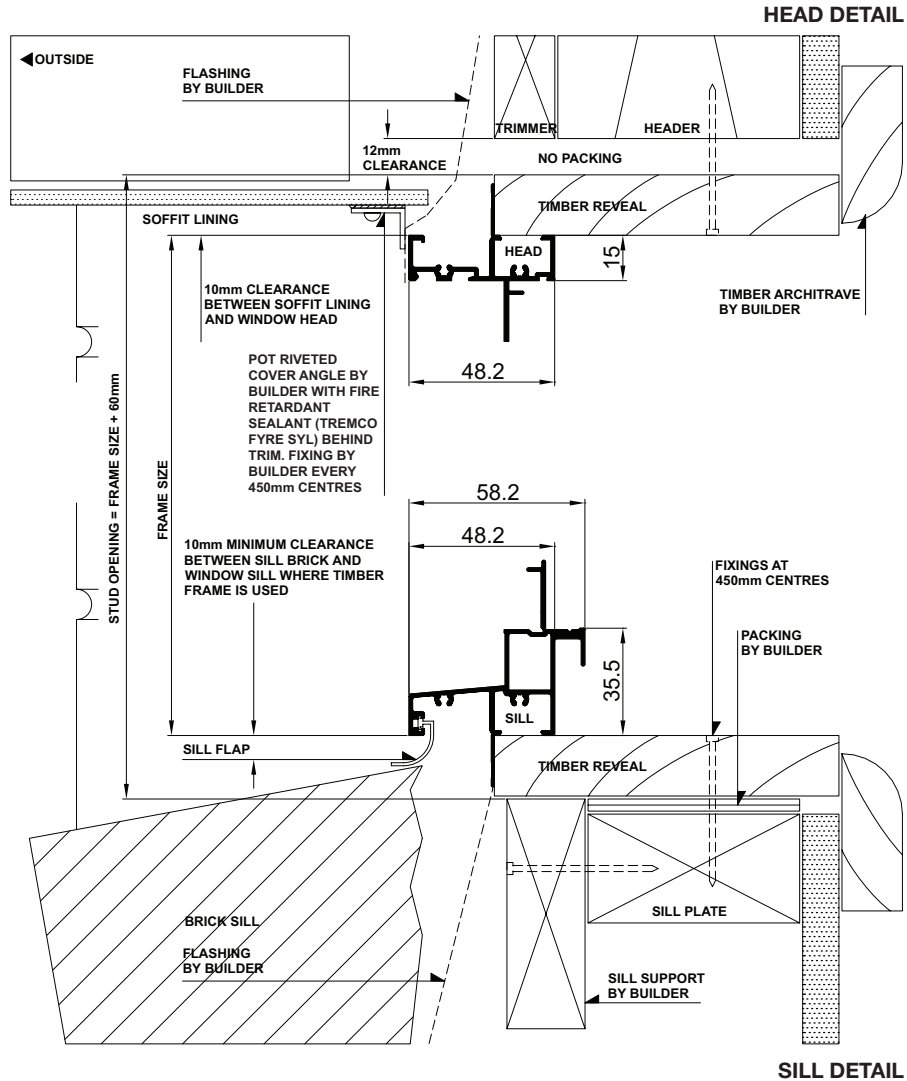 HEAD DETAIL
OUTSIDE
FLASHING
BY BUILDER
TRIMMER
HEADER
12mm
CLEARANCE
NO PACKING
TIMBER REVEAL
SOFFIT LINING
HEAD
15
10mm CLEARANCE
BETWEEN SOFFIT LINING
AND WINDOW HEAD
TIMBER ARCHITRAVE
BY BUILDER
48.2
POT RIVETED
COVER ANGLE BY
BUILDER WITH FIRE
RETARDANT
SEALANT (TREMCO
FYRE SYL) BEHIND
TRIM. FIXING BY
BUILDER EVERY
450mm CENTRES
STUD OPENING = FRAME SIZE + 60mm
FRAME SIZE
58.2
48.2
10mm MINIMUM CLEARANCE
BETWEEN SILL BRICK AND
WINDOW SILL WHERE TIMBER
FRAME IS USED
FIXINGS AT
450mm CENTRES
PACKING
BY BUILDER
35.5
SILL
SILL FLAP
TIMBER REVEAL
BRICK SILL
SILL PLATE
FLASHING
BY BUILDER
SILL SUPPORT
BY BUILDER
SILL DETAIL